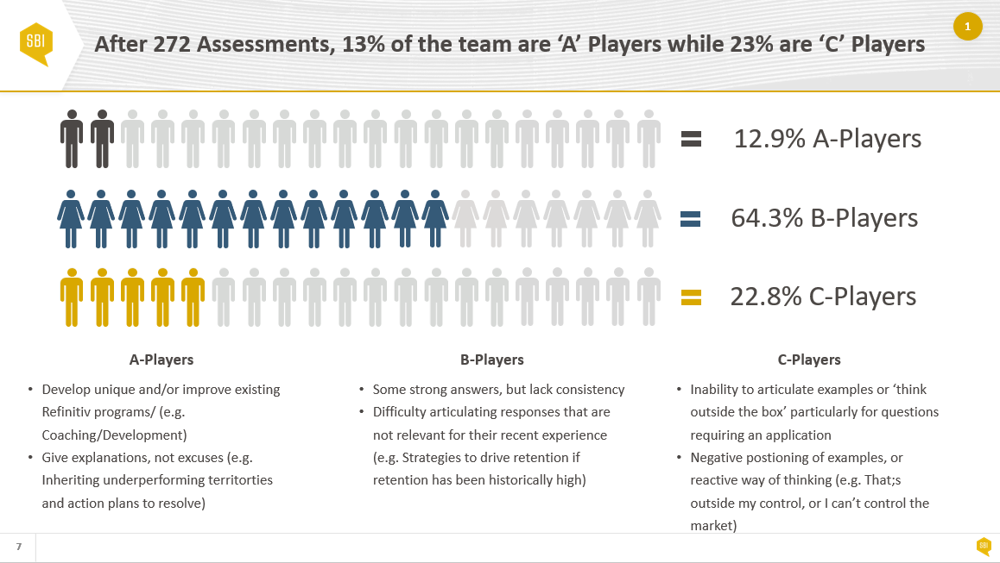 SBI
After 272 Assessments, 13% of the team are ‘A’ Players while 23% are ‘C’ Players
1
= 12.9% A-Players
= 64.3% B-Players
= 22.8% C-Players
A-Players
• Develop unique and/or improve existing
Refinitiv programs/ (e.g.
Coaching/Development)
• Give explanations, not excuses (e.g.
Inheriting underperforming territorties
and action plans to resolve)
B-Players
• Some strong answers, but lack consistency
• Difficulty articulating responses that are
not relevant for their recent experience
(e.g. Strategies to drive retention if
retention has been historically high)
C-Players
• Inability to articulate examples or ‘think
outside the box’ particularly for questions
requiring an application
• Negative postioning of examples, or
reactive way of thinking (e.g. That;s
outside my control, or I can’t control the
market)
7
SBI